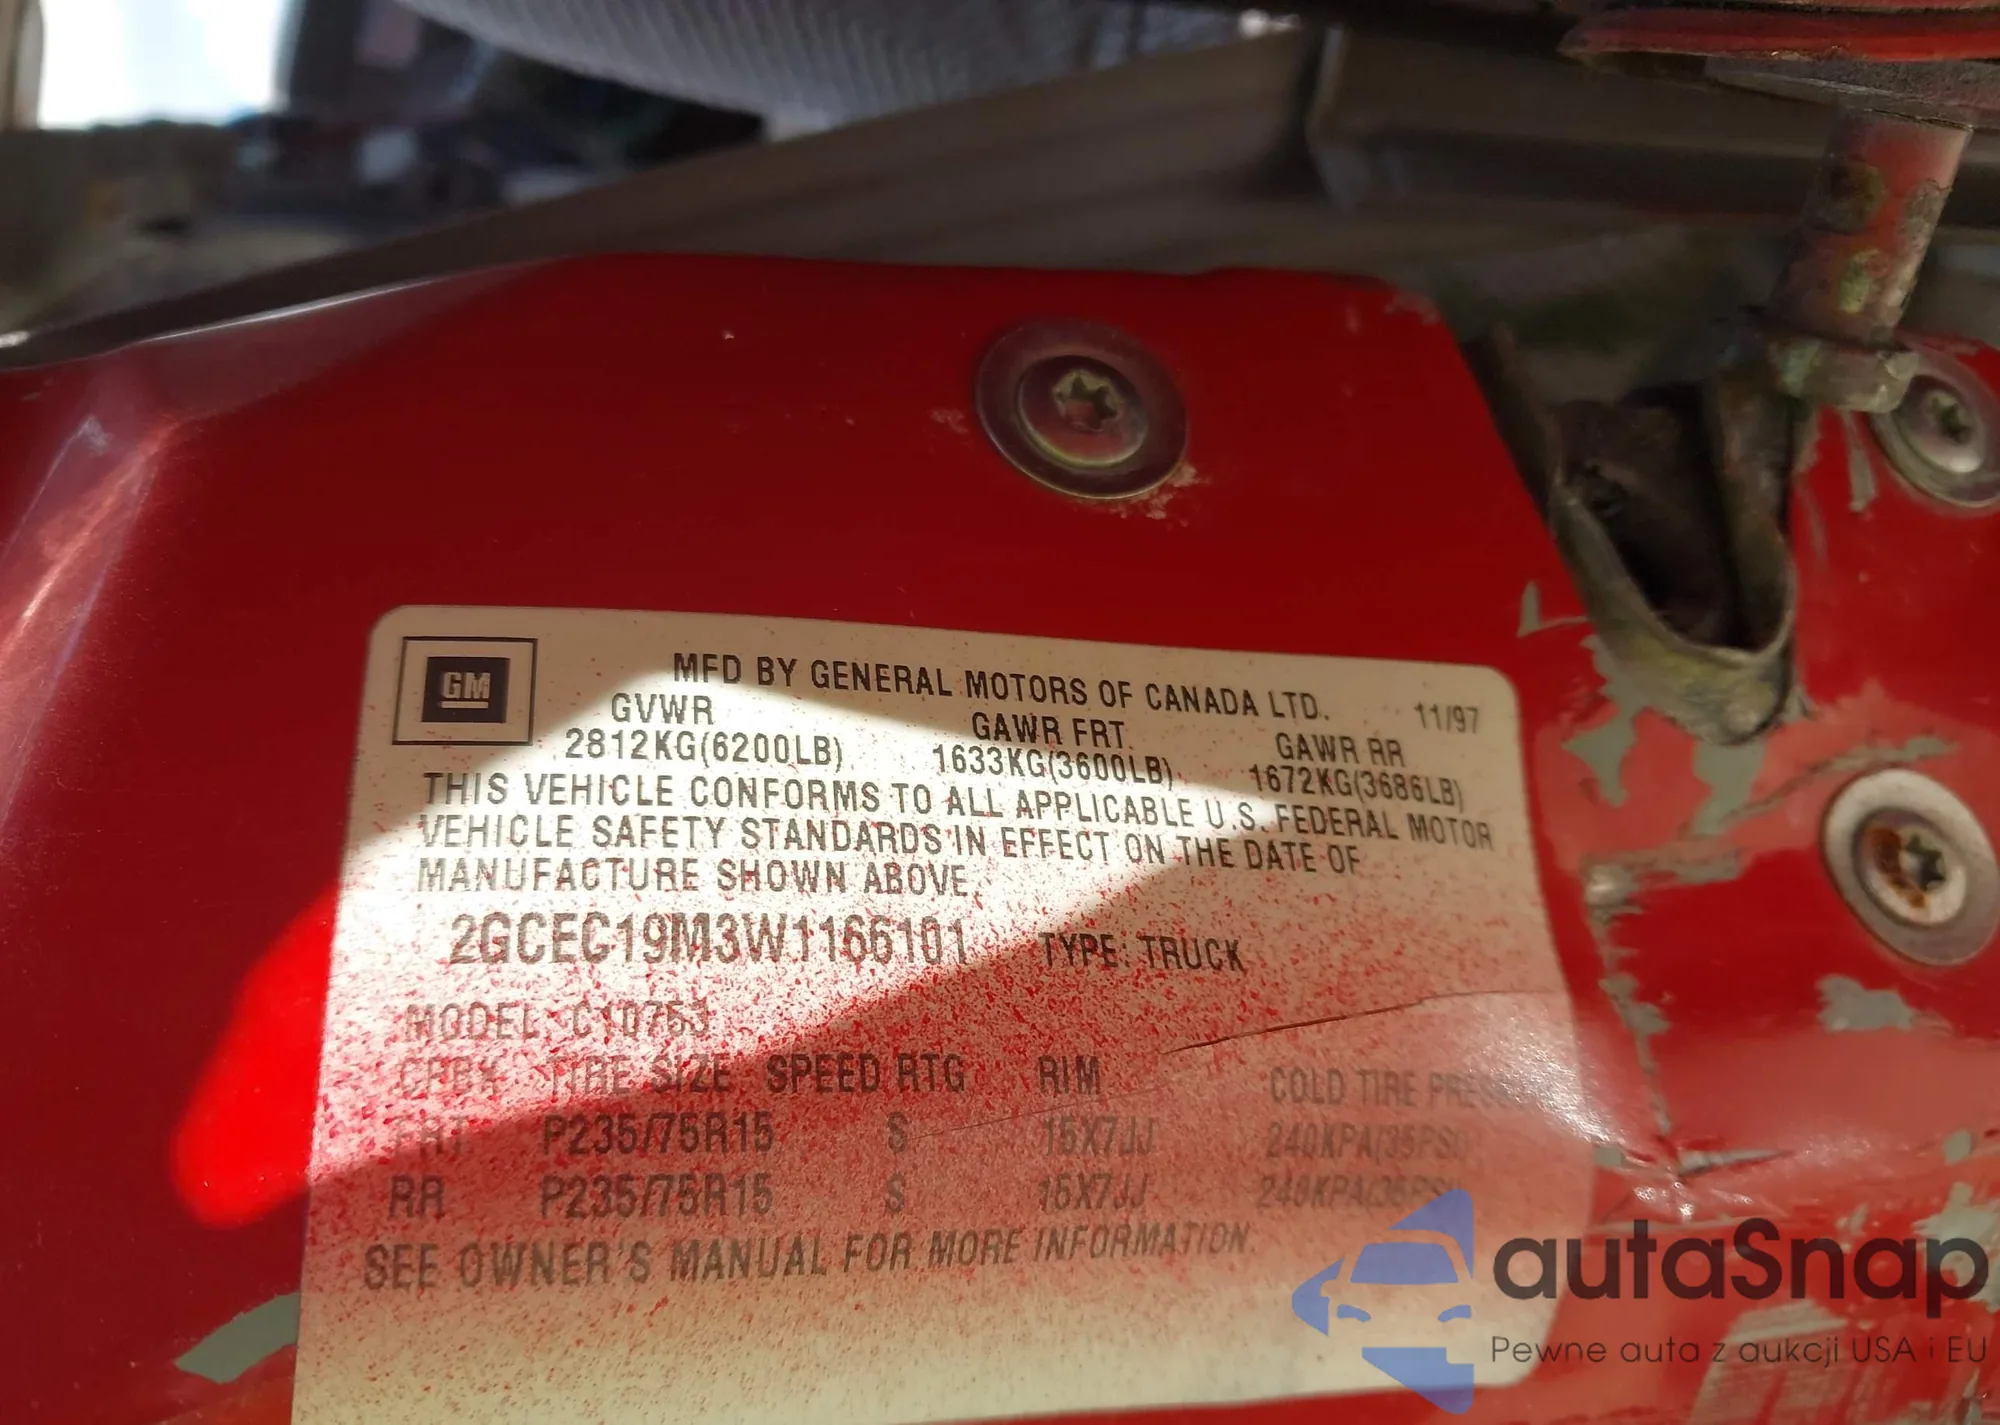 GM
MFD BY GENERAL MOTORS OF CANADA LTD. 11/97
GVWR GAWR FRT. GAWR RR
2812KG(6200LB) 1633KG(3600LB) 1672KG(3686LB)
THIS VEHICLE CONFORMS TO ALL APPLICABLE U.S. FEDERAL MOTOR
VEHICLE SAFETY STANDARDS IN EFFECT ON THE DATE OF
MANUFACTURE SHOWN ABOVE.
2GCEC19M3W1166101 TYPE: TRUCK
MODEL C10753
TIRE SIZE SPEED RTG RIM COLD TIRE
FRT P235/75R15 S 15X7JJ 240KPA(35PSI)
RR P235/75R15 S 15X7JJ 240KPA(35PSI)
SEE OWNER'S MANUAL FOR MORE INFORMATION.
autaSnap
Pewne auta z aukcji USA i EU